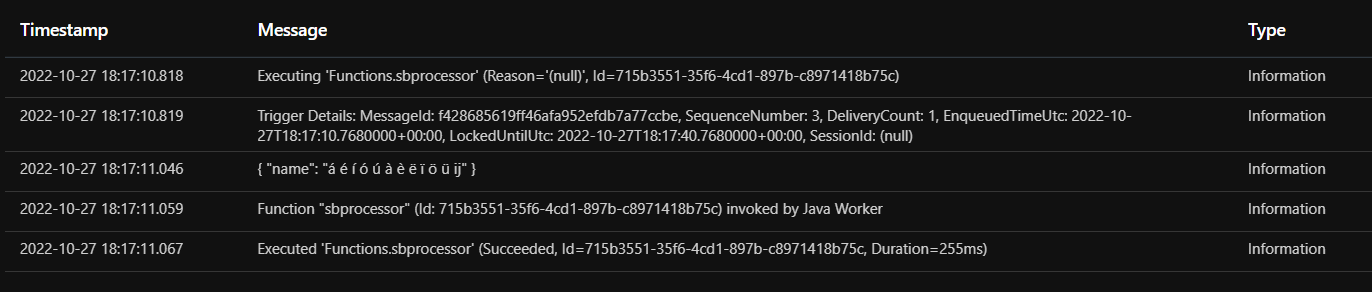 Timestamp Message Type
2022-10-27 18:17:10.818 Executing 'Functions.sbprocessor' (Reason='(null)', Id=715b3551-35f6-4cd1-897b-c8971418b75c) Information
2022-10-27 18:17:10.819 Trigger Details: MessageId: f428685619ff46afa952efdb7a77ccbe, SequenceNumber: 3, DeliveryCount: 1, EnqueuedTimeUtc: 2022-10- Information
27T18:17:10.7680000+00:00, LockedUntilUtc: 2022-10-27T18:17:40.7680000+00:00, SessionId: (null)
2022-10-27 18:17:11.046 { "name": "á é í ó ú à è ë ï ö ü ĳ" } Information
2022-10-27 18:17:11.059 Function "sbprocessor" (Id: 715b3551-35f6-4cd1-897b-c8971418b75c) invoked by Java Worker Information
2022-10-27 18:17:11.067 Executed 'Functions.sbprocessor' (Succeeded, Id=715b3551-35f6-4cd1-897b-c8971418b75c, Duration=255ms) Information